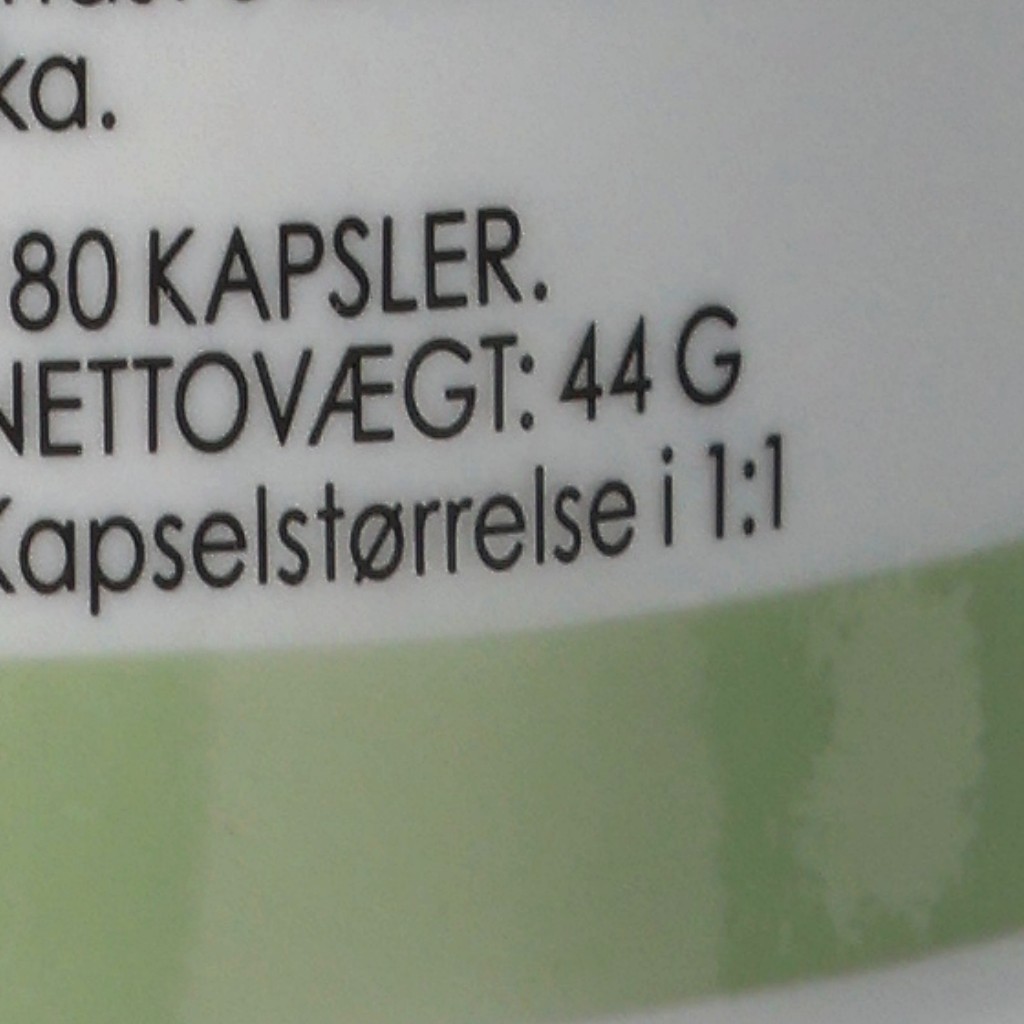 ka.
80 KAPSLER.
NETTOVÆGT: 44 G
Kapselstørrelse i 1:1